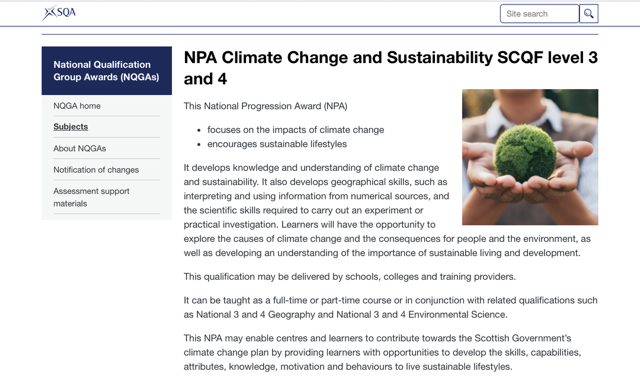 SQA
Site search
National Qualification
Group Awards (NQGAs)
NQGA home
Subjects
About NQGAs
Notification of changes
Assessment support
materials
NPA Climate Change and Sustainability SCQF level 3
and 4
This National Progression Award (NPA)
• focuses on the impacts of climate change
• encourages sustainable lifestyles
It develops knowledge and understanding of climate change
and sustainability. It also develops geographical skills, such as
interpreting and using information from numerical sources, and
the scientific skills required to carry out an experiment or
practical investigation. Learners will have the opportunity to
explore the causes of climate change and the consequences for people and the environment, as
well as developing an understanding of the importance of sustainable living and development.
This qualification may be delivered by schools, colleges and training providers.
It can be taught as a full-time or part-time course or in conjunction with related qualifications such
as National 3 and 4 Geography and National 3 and 4 Environmental Science.
This NPA may enable centres and learners to contribute towards the Scottish Government’s
climate change plan by providing learners with opportunities to develop the skills, capabilities,
attributes, knowledge, motivation and behaviours to live sustainable lifestyles.